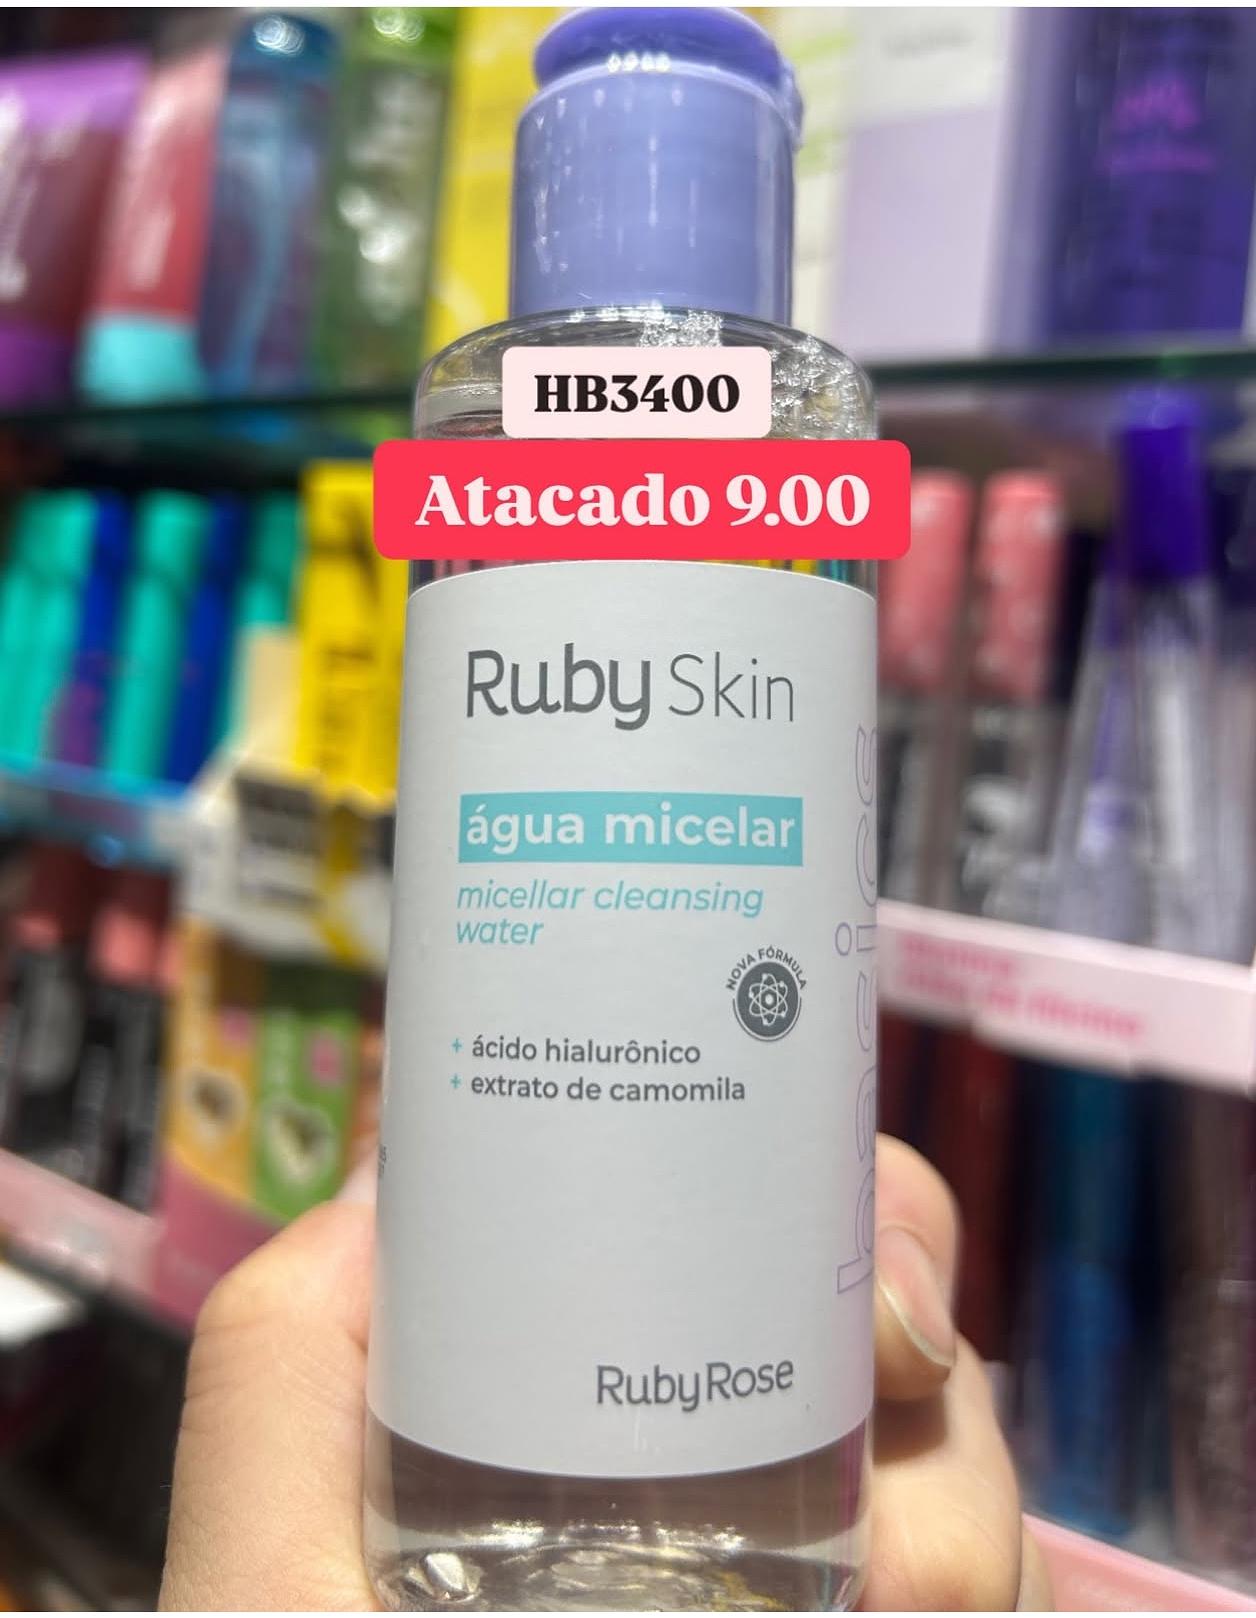 HB3400
Atacado 9.00
Ruby Skin
água micelar
micellar cleansing
water
NOVA FÓRMULA
+ ácido hialurônico
+ extrato de camomila
basics
RubyRose